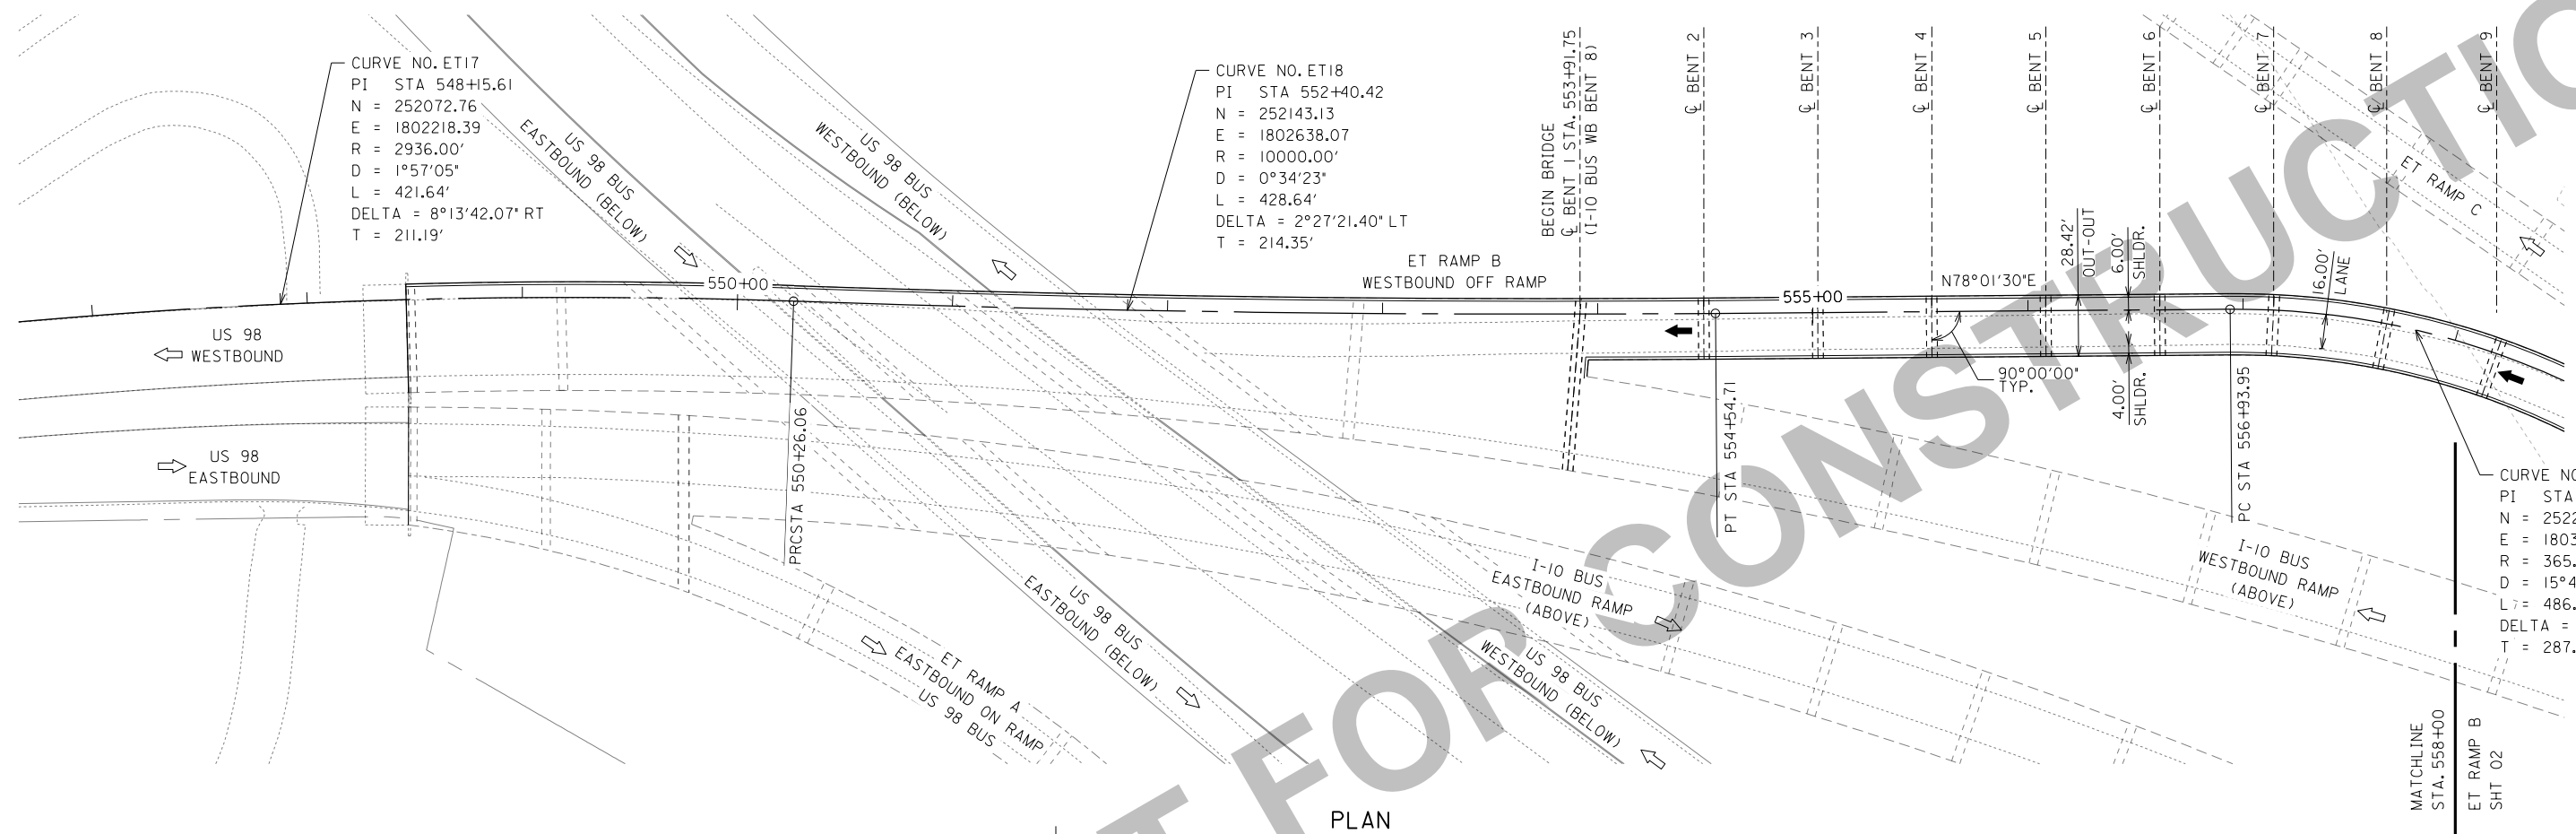 CURVE NO. ET17
PI STA 548+15.61
N = 252072.76
E = 1802218.39
R = 2936.00'
D = 1°57'05"
L = 421.64'
DELTA = 8°13'42.07" RT
T = 211.19'
US 98 BUS
EASTBOUND (BELOW)
US 98 BUS
WESTBOUND (BELOW)
CURVE NO. ET18
PI STA 552+40.42
N = 252143.13
E = 1802638.07
R = 10000.00'
D = 0°34'23"
L = 428.64'
DELTA = 2°27'21.40" LT
T = 214.35'
BEGIN BRIDGE
℄ BENT 1 STA. 553+91.75
(I-10 BUS WB BENT 8)
℄ BENT 2
℄ BENT 3
℄ BENT 4
℄ BENT 5
℄ BENT 6
℄ BENT 7
℄ BENT 8
℄ BENT 9
ET RAMP C
ET RAMP B
WESTBOUND OFF RAMP
550+00
555+00
N78°01'30"E
28.42'
OUT-OUT
6.00'
SHLDR.
16.00'
LANE
90°00'00"
TYP.
4.00'
SHLDR.
US 98
WESTBOUND
US 98
EASTBOUND
PRCSTA 550+26.06
PT STA 554+54.71
PC STA 556+93.95
CURVE NO
PI STA
N = 2522
E = 1803
R = 365.
D = 15°4
L = 486.
DELTA =
T = 287.
I-10 BUS
EASTBOUND RAMP
(ABOVE)
I-10 BUS
WESTBOUND RAMP
(ABOVE)
US 98 BUS
EASTBOUND (BELOW)
US 98 BUS
WESTBOUND (BELOW)
ET RAMP A
EASTBOUND ON RAMP
US 98 BUS
MATCHLINE
STA. 558+00
ET RAMP B
SHT 02
PLAN
T FOR CONSTRUCTIO